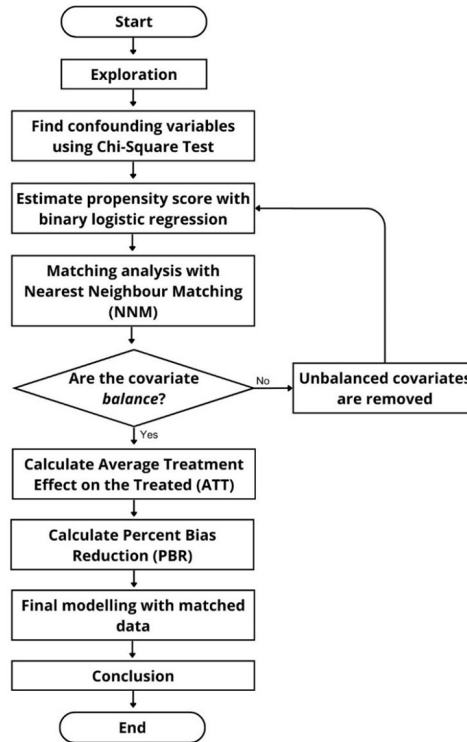 Start
Exploration
Find confounding variables
using Chi-Square Test
Estimate propensity score with
binary logistic regression
Matching analysis with
Nearest Neighbour Matching
(NNM)
Are the covariate
balance?
No
Unbalanced covariates
are removed
Yes
Calculate Average Treatment
Effect on the Treated (ATT)
Calculate Percent Bias
Reduction (PBR)
Final modelling with matched
data
Conclusion
End